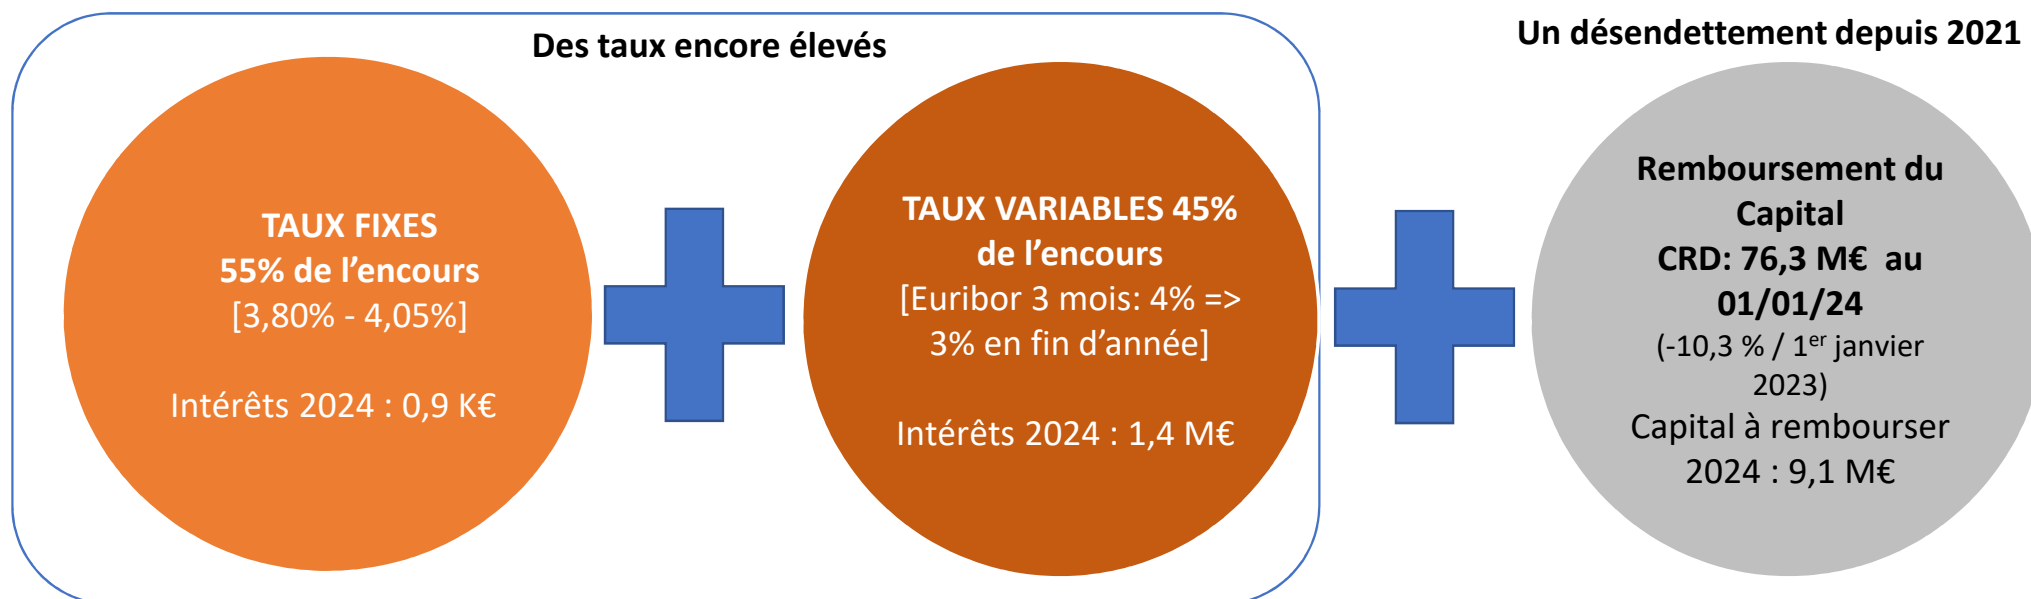 Des taux encore élevés
Un désendettement depuis 2021
TAUX FIXES
55% de l’encours
[3,80% - 4,05%]
Intérêts 2024 : 0,9 K€
TAUX VARIABLES 45%
de l’encours
[Euribor 3 mois: 4% =>
3% en fin d’année]
Intérêts 2024 : 1,4 M€
Remboursement du
Capital
CRD: 76,3 M€ au
01/01/24
(-10,3 % / 1er janvier
2023)
Capital à rembourser
2024 : 9,1 M€